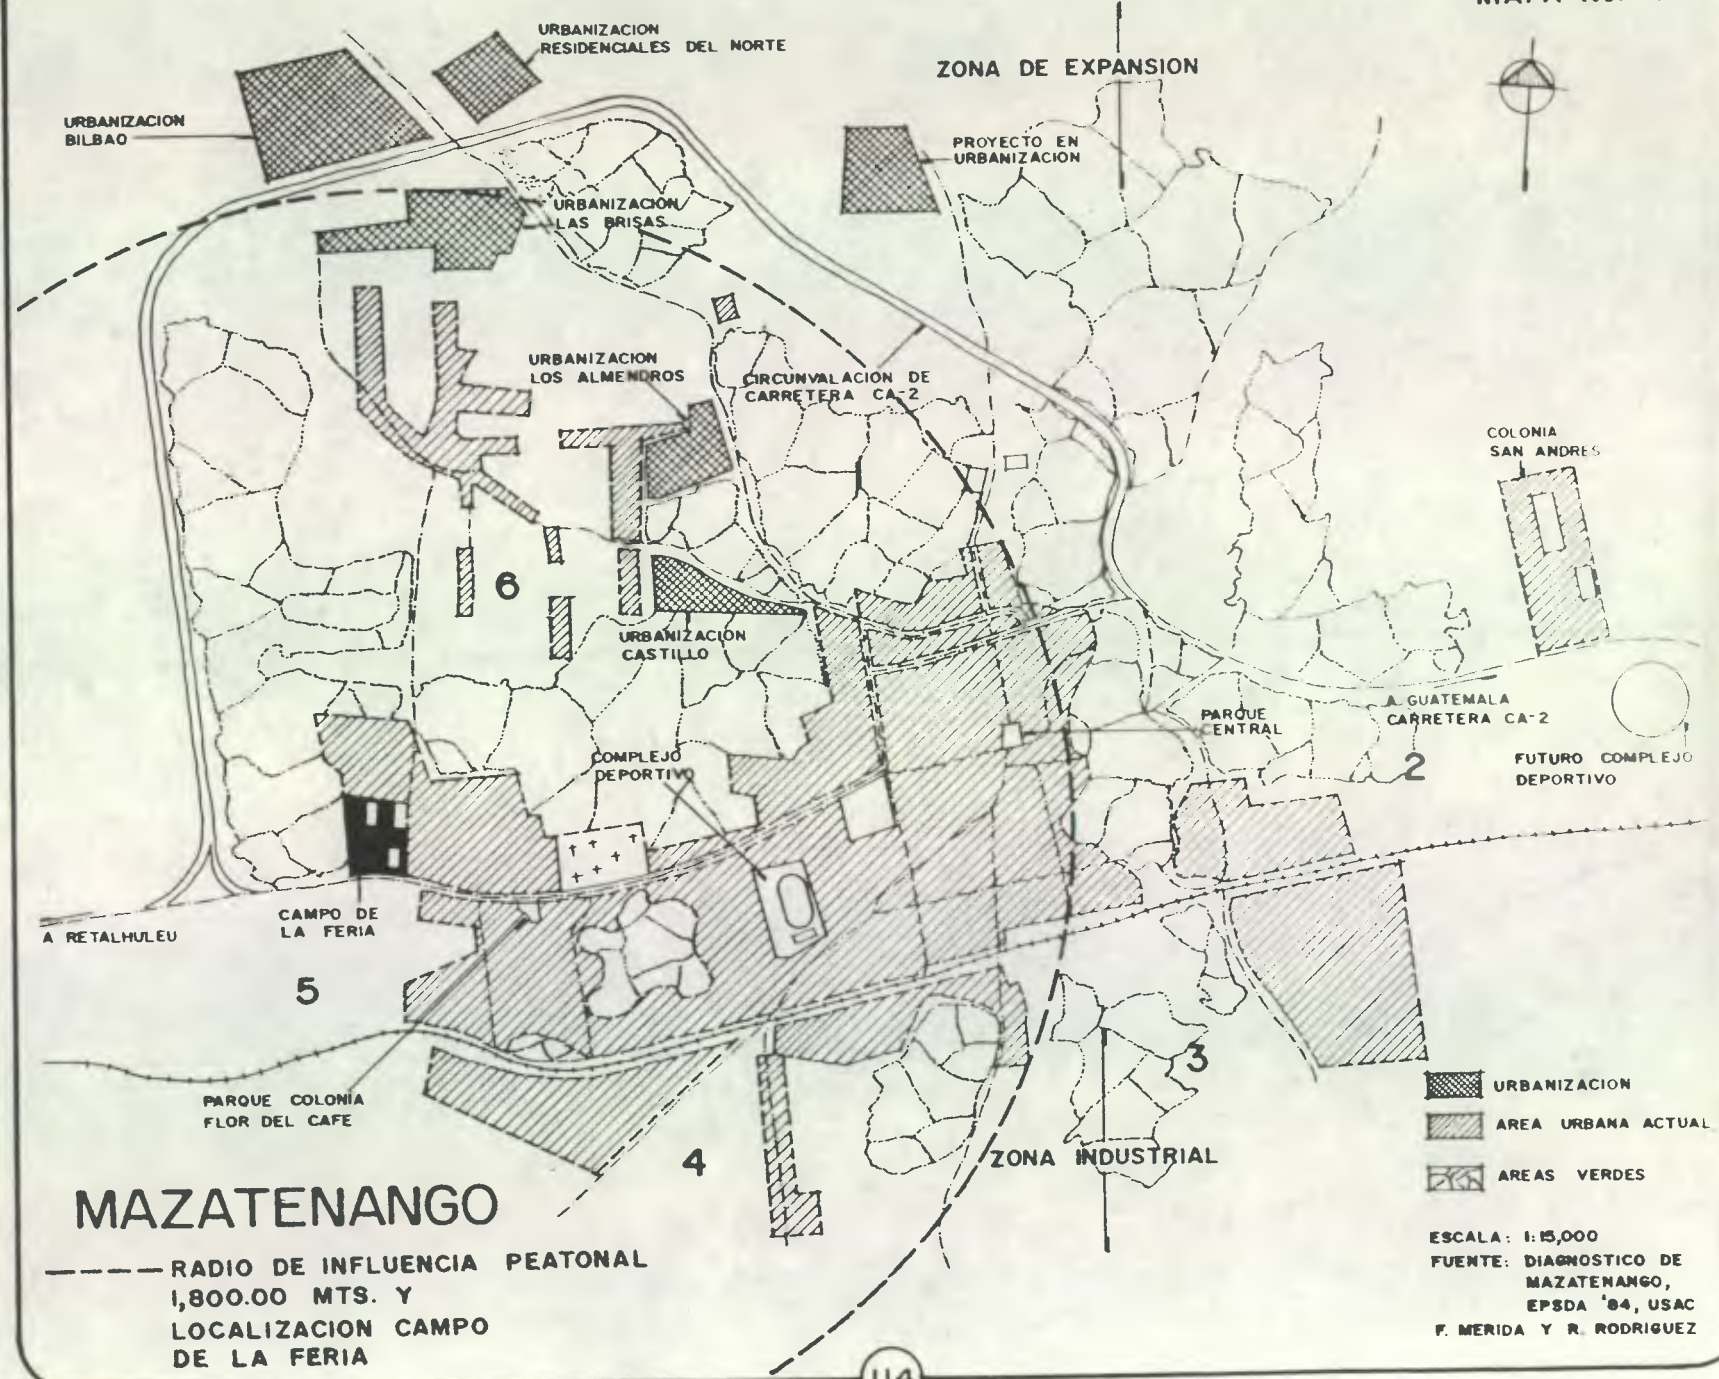 URBANIZACION
RESIDENCIALES DEL NORTE
ZONA DE EXPANSION
URBANIZACION
BILBAO
PROYECTO EN
URBANIZACION
URBANIZACION
LAS BRISAS
URBANIZACION
LOS ALMENDROS
CIRCUNVALACION DE
CARRETERA CA-2
COLONIA
SAN ANDRES
6
URBANIZACION
CASTILLO
PARQUE
CENTRAL
A GUATEMALA
CARRETERA CA-2
2
FUTURO COMPLEJO
DEPORTIVO
COMPLEJO
DEPORTIVO
CAMPO DE
LA FERIA
A RETALHULEU
5
3
PARQUE COLONIA
FLOR DEL CAFE
4
ZONA INDUSTRIAL
URBANIZACION
AREA URBANA ACTUAL
AREAS VERDES
MAZATENANGO
RADIO DE INFLUENCIA PEATONAL
1,800.00 MTS. Y
LOCALIZACION CAMPO
DE LA FERIA
ESCALA: 1:15,000
FUENTE: DIAGNOSTICO DE
MAZATENANGO,
EPSDA '84, USAC
F. MERIDA Y R. RODRIGUEZ
114